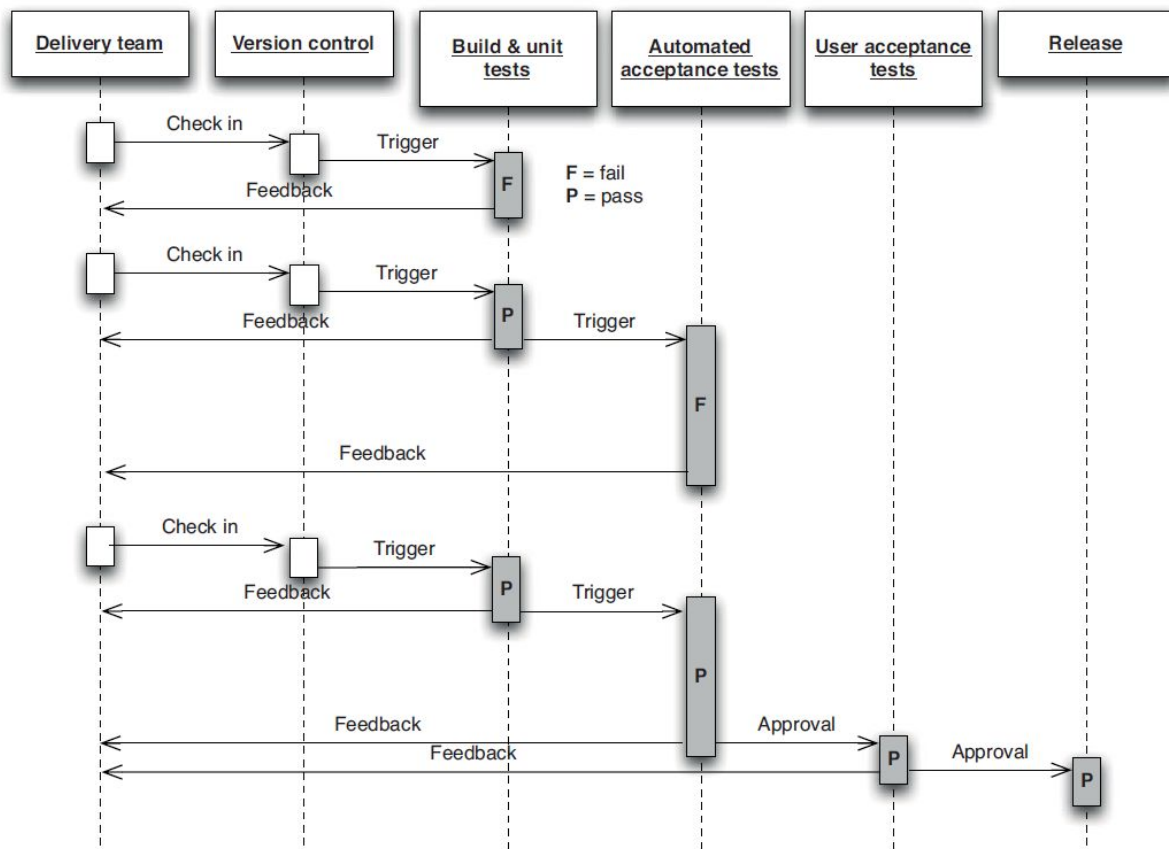 Delivery team
Version control
Build & unit
tests
Automated
acceptance tests
User acceptance
tests
Release
Check in
Trigger
F
F = fail
P = pass
Feedback
Check in
Trigger
P
Feedback
Trigger
F
Feedback
Check in
Trigger
P
Feedback
Trigger
P
Feedback
Approval
P
Feedback
Approval
P